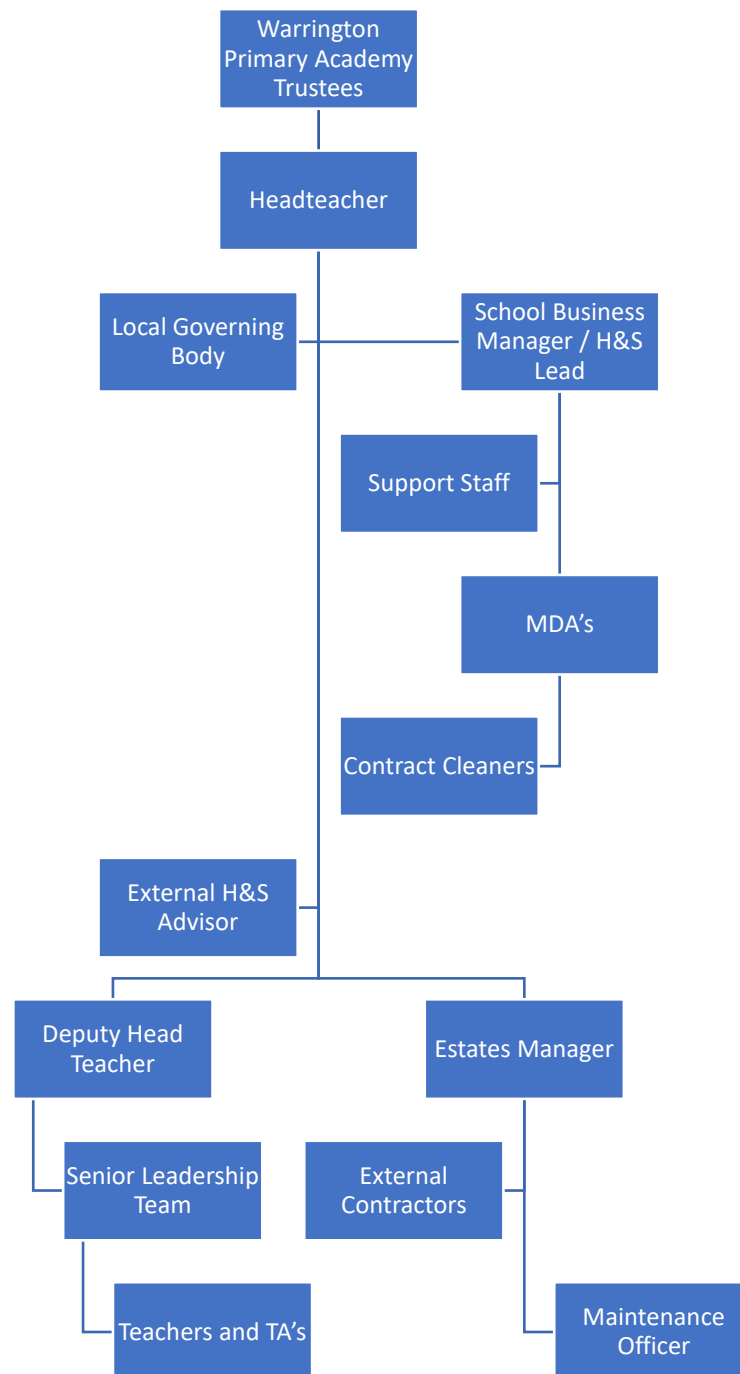 Warrington
Primary Academy
Trustees
Headteacher
Local Governing
Body
School Business
Manager / H&S
Lead
Support Staff
MDA’s
Contract Cleaners
External H&S
Advisor
Deputy Head
Teacher
Estates Manager
Senior Leadership
Team
External
Contractors
Teachers and TA’s
Maintenance
Officer